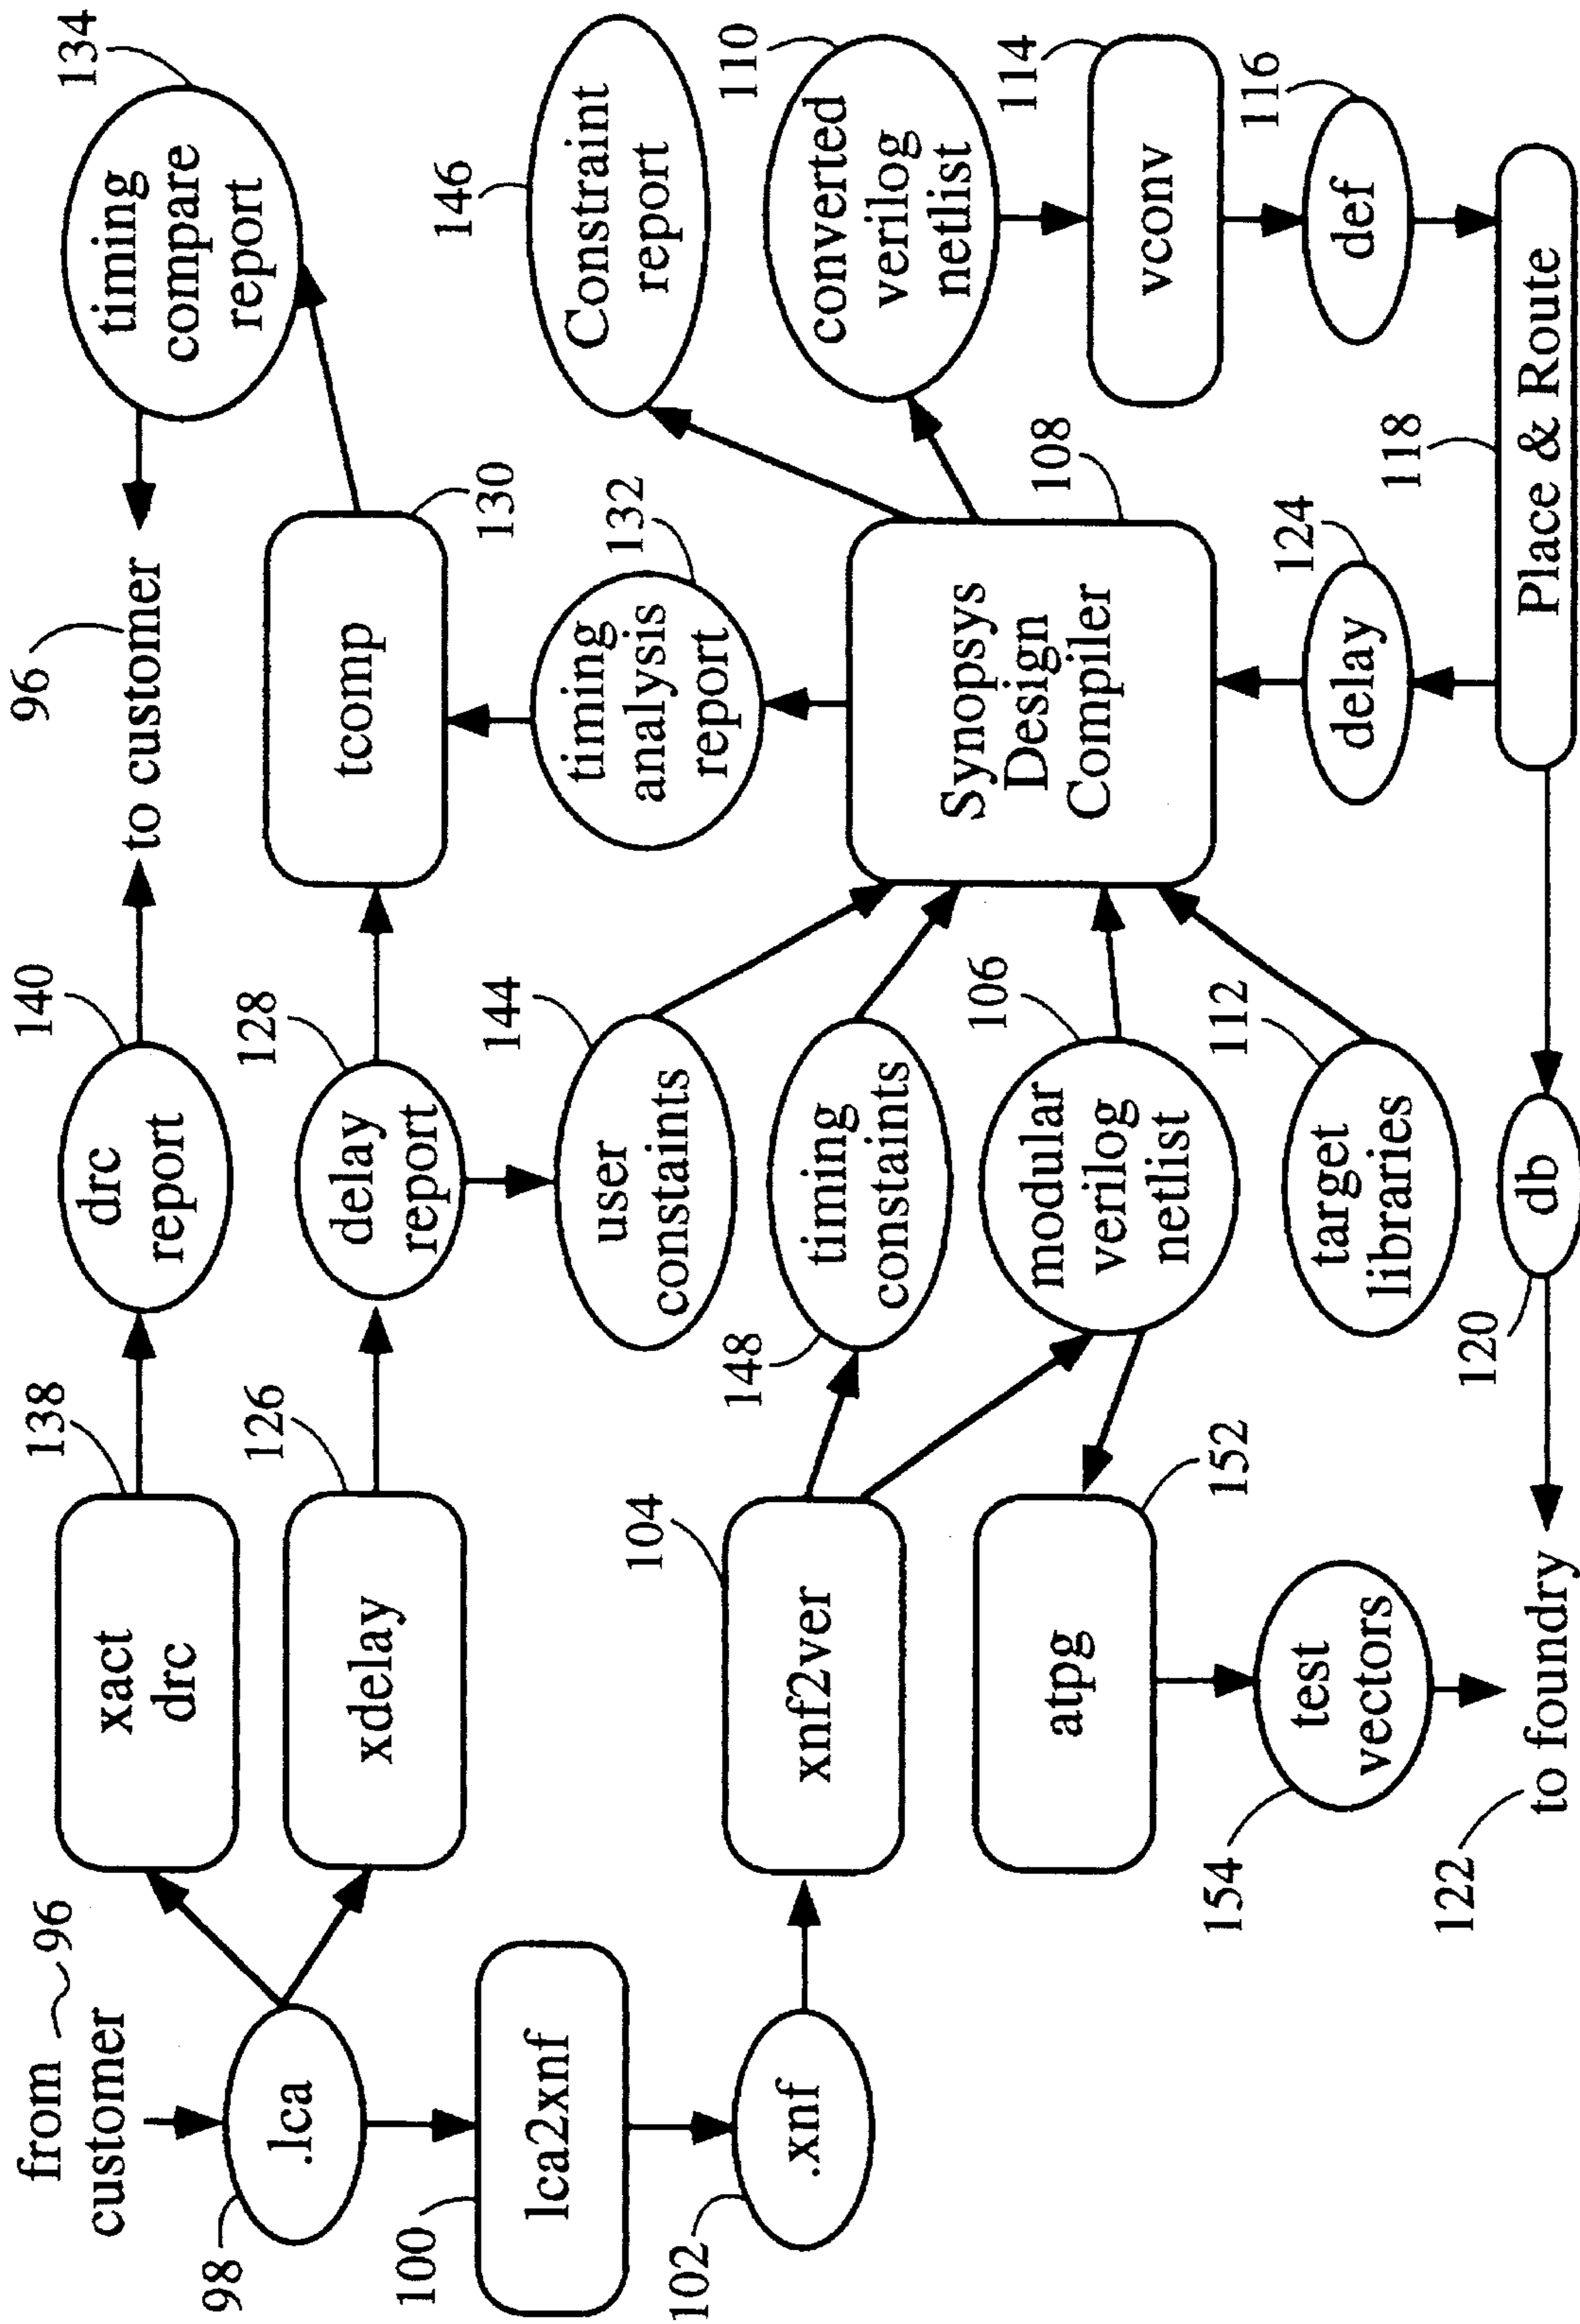 from
customer
96
.lca
98
lca2xnf
100
.xnf
102
xact
drc
138
xdelay
126
xnf2ver
104
atpg
152
test
vectors
154
to foundry
122
drc
report
140
delay
report
128
user
constaints
144
timing
constaints
148
modular
verilog
netlist
106
target
libraries
112
db
120
to customer
96
tcomp
130
timing
analysis
report
132
Synopsys
Design
Compiler
108
delay
124
Place & Route
118
timing
compare
report
134
Constraint
report
146
converted
verilog
netlist
110
vconv
114
def
116